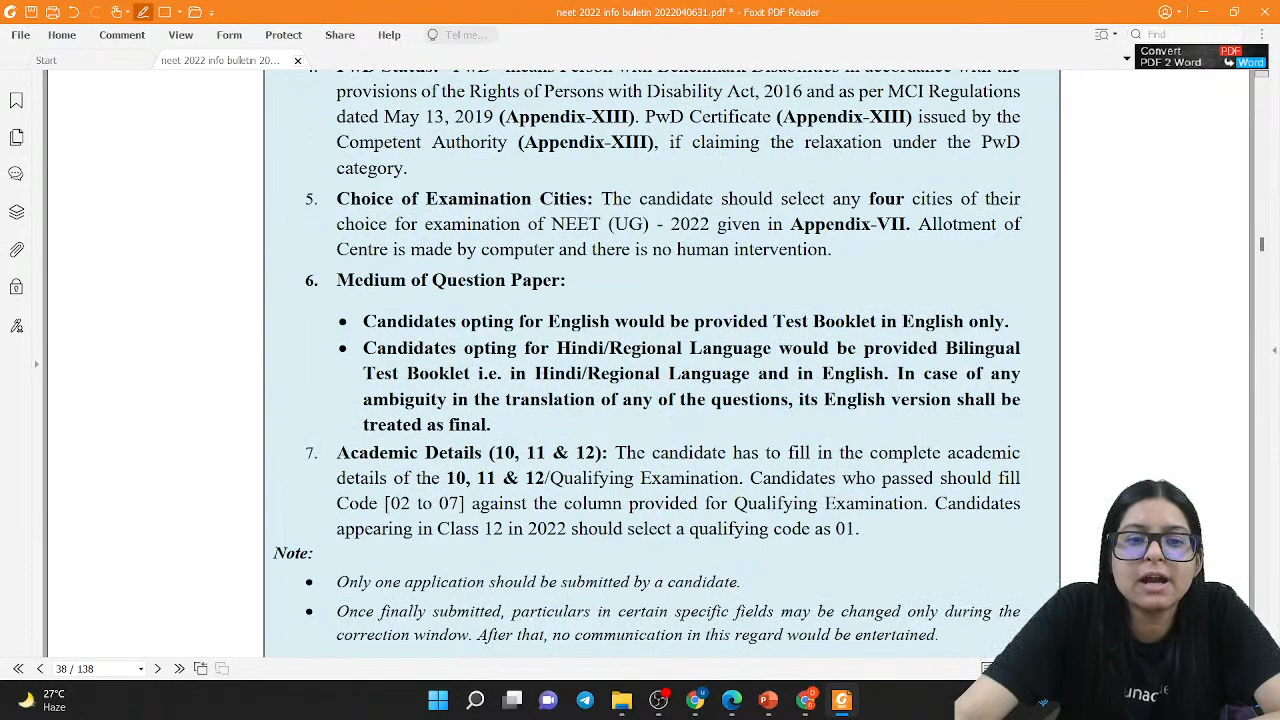 neet 2022 info buletin 2022040631.pdf * - Foxit PDF Reader
File Home Comment View Form Protect Share Help Tell me... Find
Start neet 2022 info buletin 20... Convert PDF
PDF 2 Word Word
provisions of the Rights of Persons with Disability Act, 2016 and as per MCI Regulations
dated May 13, 2019 (Appendix-XIII). PwD Certificate (Appendix-XIII) issued by the
Competent Authority (Appendix-XIII), if claiming the relaxation under the PwD
category.
5. Choice of Examination Cities: The candidate should select any four cities of their
choice for examination of NEET (UG) - 2022 given in Appendix-VII. Allotment of
Centre is made by computer and there is no human intervention.
6. Medium of Question Paper:
• Candidates opting for English would be provided Test Booklet in English only.
• Candidates opting for Hindi/Regional Language would be provided Bilingual
Test Booklet i.e. in Hindi/Regional Language and in English. In case of any
ambiguity in the translation of any of the questions, its English version shall be
treated as final.
7. Academic Details (10, 11 & 12): The candidate has to fill in the complete academic
details of the 10, 11 & 12/Qualifying Examination. Candidates who passed should fill
Code [02 to 07] against the column provided for Qualifying Examination. Candidates
appearing in Class 12 in 2022 should select a qualifying code as 01.
Note:
• Only one application should be submitted by a candidate.
• Once finally submitted, particulars in certain specific fields may be changed only during the
correction window. After that, no communication in this regard would be entertained.
38 / 138
27°C
Haze
unac